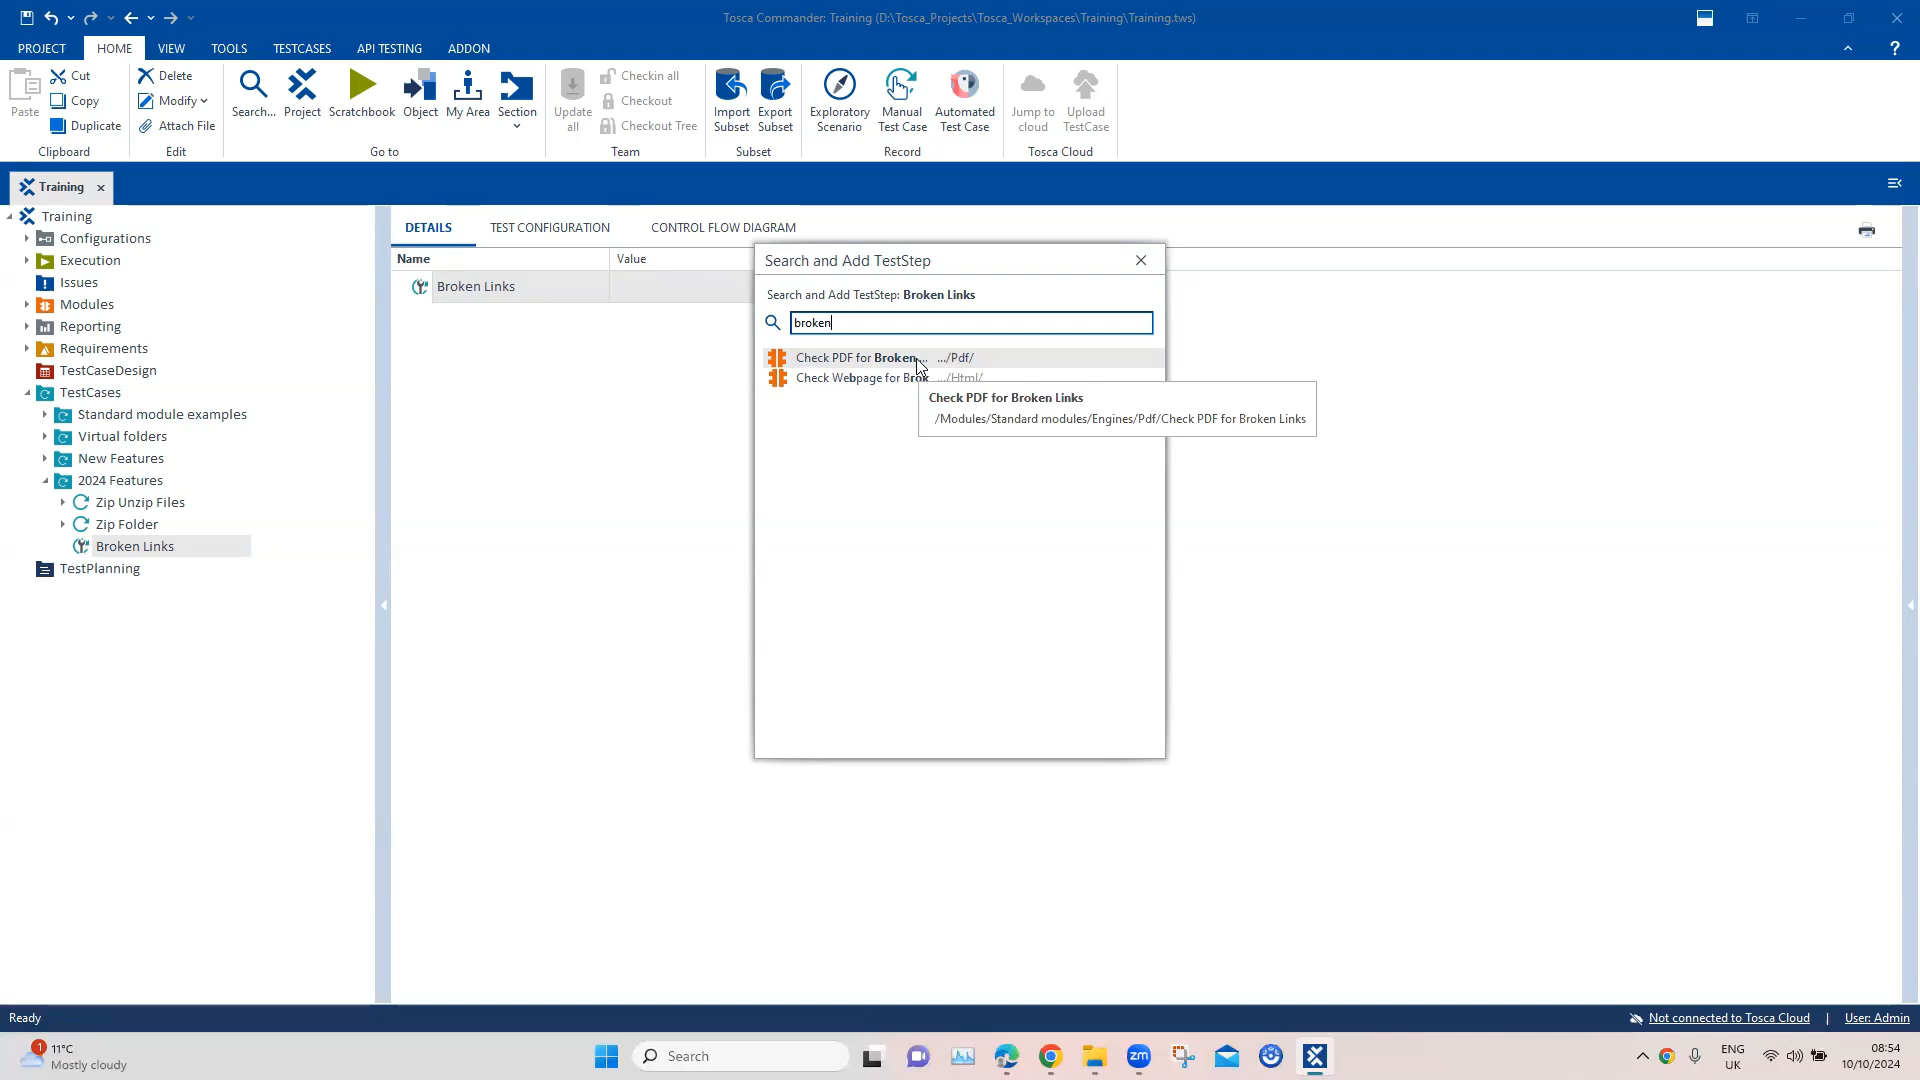 Tosca Commander: Training (D:\Tosca_Projects\Tosca_Workspaces\Training\Training.tws)
PROJECT HOME VIEW TOOLS TESTCASES API TESTING ADDON
Paste
Cut
Copy
Duplicate
Clipboard
Delete
Modify
Attach File
Edit
Search...
Project
Scratchbook
Object
My Area
Section
Go to
Update
all
Checkin all
Checkout
Checkout Tree
Team
Import
Subset
Export
Subset
Subset
Exploratory
Scenario
Manual
Test Case
Automated
Test Case
Record
Jump to
cloud
Upload
TestCase
Tosca Cloud
Training
Training
Configurations
Execution
Issues
Modules
Reporting
Requirements
TestCaseDesign
TestCases
Standard module examples
Virtual folders
New Features
2024 Features
Zip Unzip Files
Zip Folder
Broken Links
TestPlanning
DETAILS TEST CONFIGURATION CONTROL FLOW DIAGRAM
Name Value
Broken Links
Search and Add TestStep
Search and Add TestStep: Broken Links
broken
Check PDF for Broken... .../Pdf/
Check Webpage for Brok .../Html/
Check PDF for Broken Links
/Modules/Standard modules/Engines/Pdf/Check PDF for Broken Links
Ready
Not connected to Tosca Cloud | User: Admin
1
11°C
Mostly cloudy
Search
zm
ENG
UK
08:54
10/10/2024